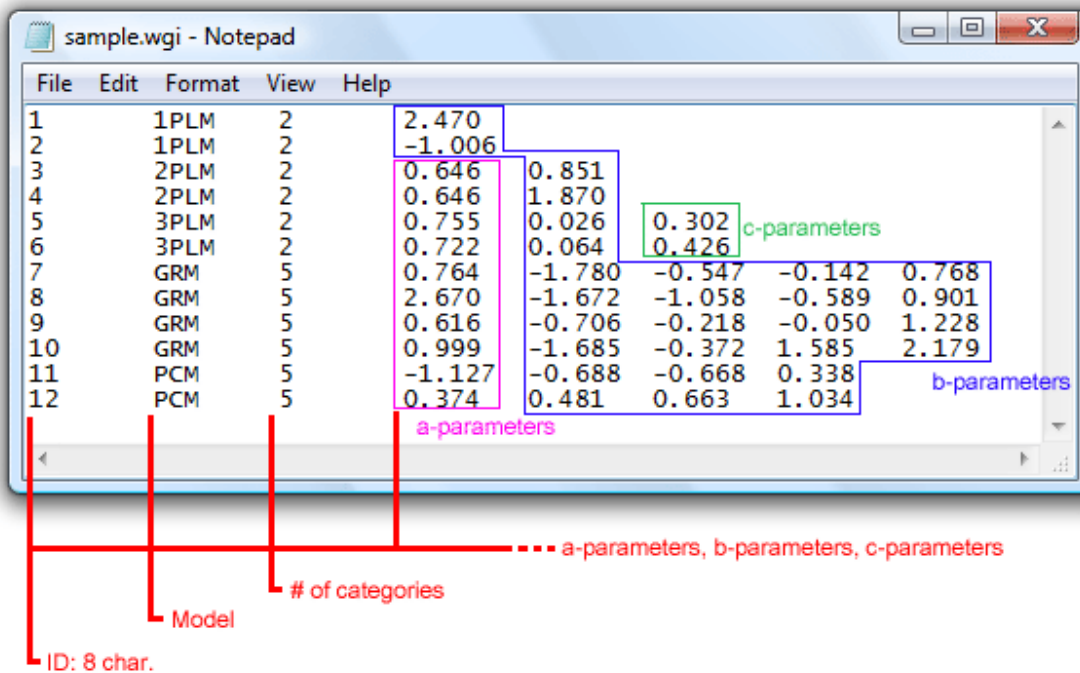 sample.wgi - Notepad
File Edit Format View Help
1 1PLM 2 2.470
2 1PLM 2 -1.006
3 2PLM 2 0.646 0.851
4 2PLM 2 0.646 1.870
5 3PLM 2 0.755 0.026 0.302 c-parameters
6 3PLM 2 0.722 0.064 0.426
7 GRM 5 0.764 -1.780 -0.547 -0.142 0.768
8 GRM 5 2.670 -1.672 -1.058 -0.589 0.901
9 GRM 5 0.616 -0.706 -0.218 -0.050 1.228
10 GRM 5 0.999 -1.685 -0.372 1.585 2.179
11 PCM 5 -1.127 -0.688 -0.668 0.338 b-parameters
12 PCM 5 0.374 0.481 0.663 1.034
a-parameters
a-parameters, b-parameters, c-parameters
# of categories
Model
ID: 8 char.